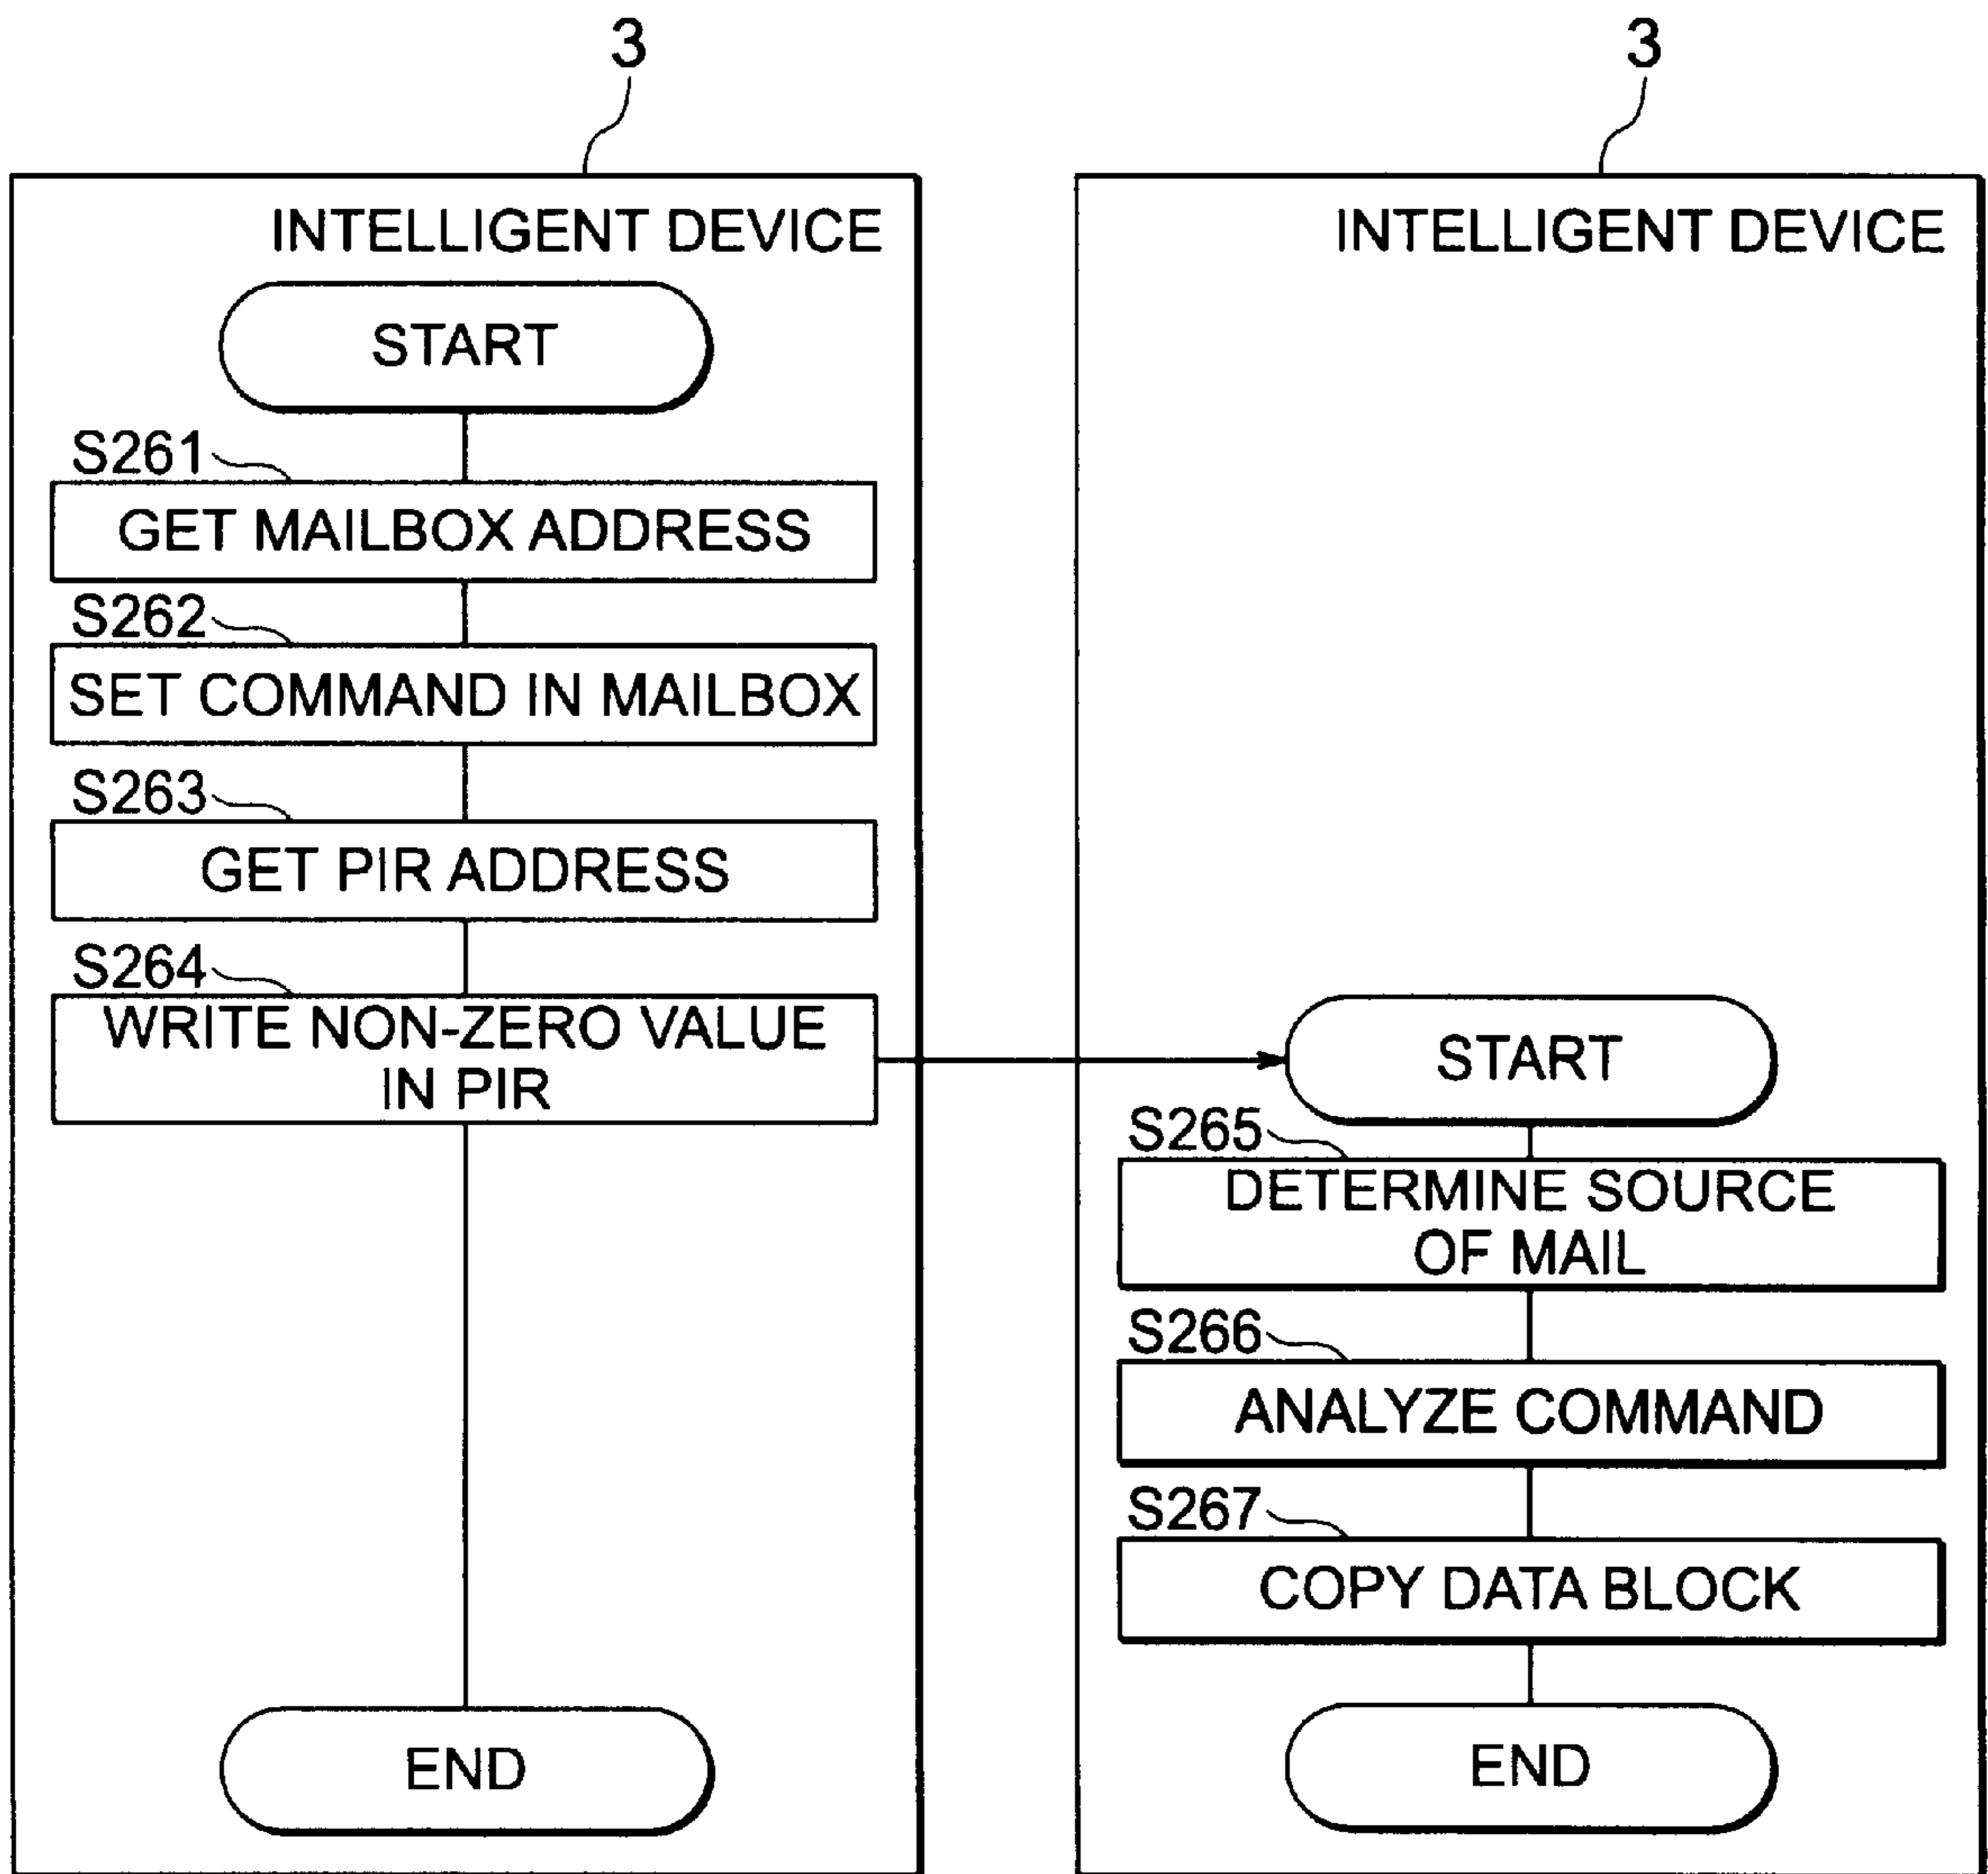 3
INTELLIGENT DEVICE
START
S261
GET MAILBOX ADDRESS
S262
SET COMMAND IN MAILBOX
S263
GET PIR ADDRESS
S264
WRITE NON-ZERO VALUE
IN PIR
END
3
INTELLIGENT DEVICE
START
S265
DETERMINE SOURCE
OF MAIL
S266
ANALYZE COMMAND
S267
COPY DATA BLOCK
END